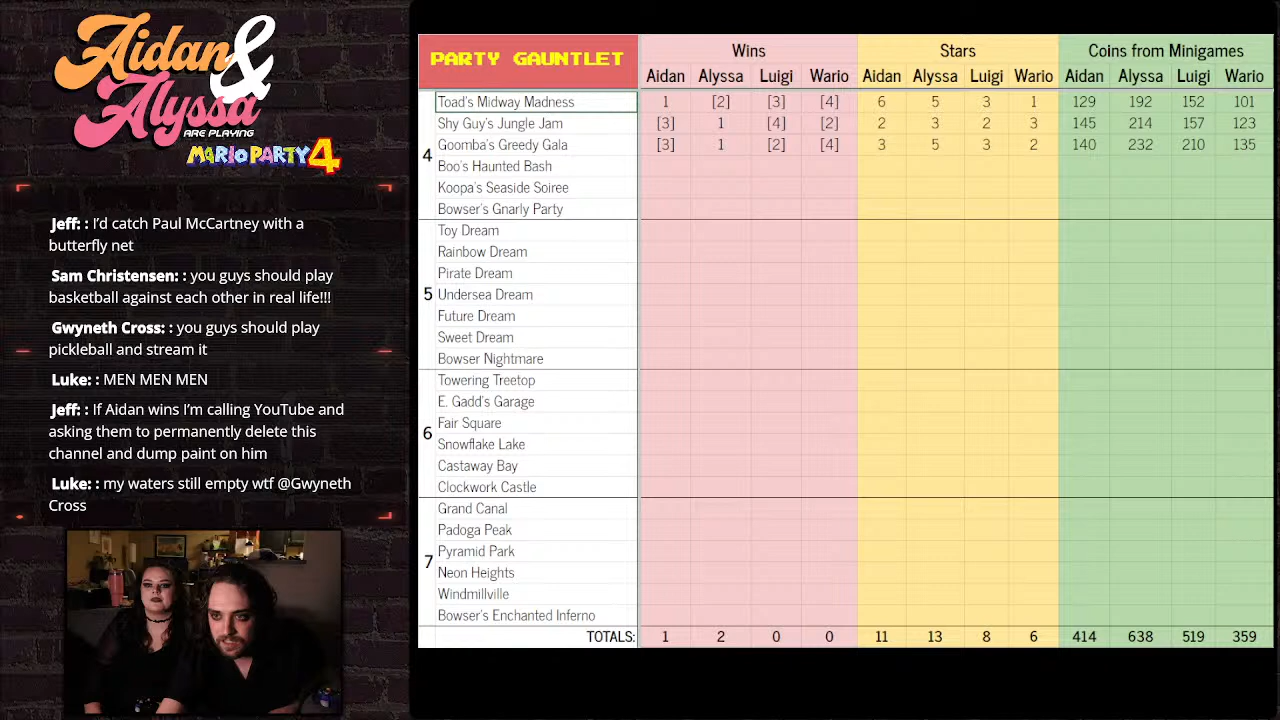 Aidan&
Alyssa
ARE PLAYING
MARIO PARTY 4
Jeff: : I'd catch Paul McCartney with a
butterfly net
Sam Christensen: : you guys should play
basketball against each other in real life!!!
Gwyneth Cross: : you guys should play
pickleball and stream it
Luke: : MEN MEN MEN
Jeff: : If Aidan wins I'm calling YouTube and
asking them to permanently delete this
channel and dump paint on him
Luke: : my waters still empty wtf @Gwyneth
Cross
PARTY GAUNTLET Wins Stars Coins from Minigames
Aidan Alyssa Luigi Wario Aidan Alyssa Luigi Wario Aidan Alyssa Luigi Wario
Toad's Midway Madness 1 [2] [3] [4] 6 5 3 1 129 192 152 101
Shy Guy's Jungle Jam [3] 1 [4] [2] 2 3 2 3 145 214 157 123
Goomba's Greedy Gala [3] 1 [2] [4] 3 5 3 2 140 232 210 135
4
Boo's Haunted Bash
Koopa's Seaside Soiree
Bowser's Gnarly Party
Toy Dream
Rainbow Dream
Pirate Dream
5 Undersea Dream
Future Dream
Sweet Dream
Bowser Nightmare
Towering Treetop
E. Gadd's Garage
Fair Square
6
Snowflake Lake
Castaway Bay
Clockwork Castle
Grand Canal
Padoga Peak
Pyramid Park
7
Neon Heights
Windmillville
Bowser's Enchanted Inferno
TOTALS: 1 2 0 0 11 13 8 6 414 638 519 359